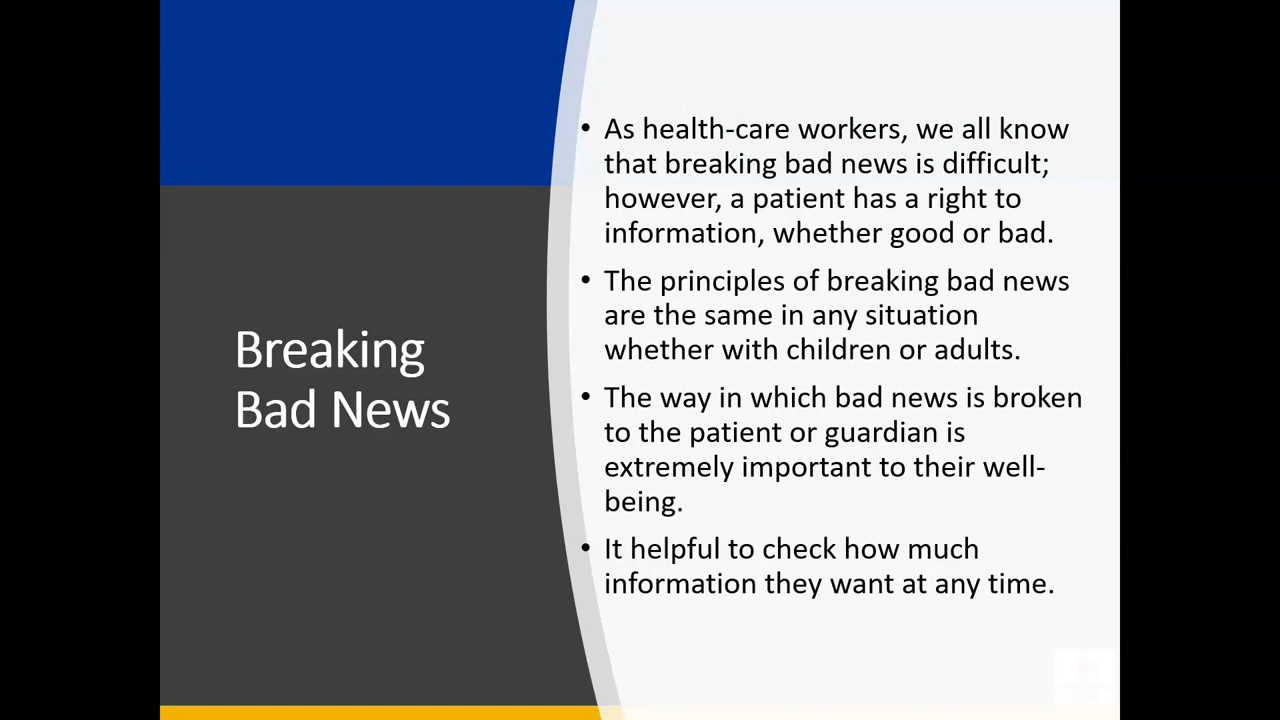 Breaking
Bad News
• As health-care workers, we all know
that breaking bad news is difficult;
however, a patient has a right to
information, whether good or bad.
• The principles of breaking bad news
are the same in any situation
whether with children or adults.
• The way in which bad news is broken
to the patient or guardian is
extremely important to their well-
being.
• It helpful to check how much
information they want at any time.